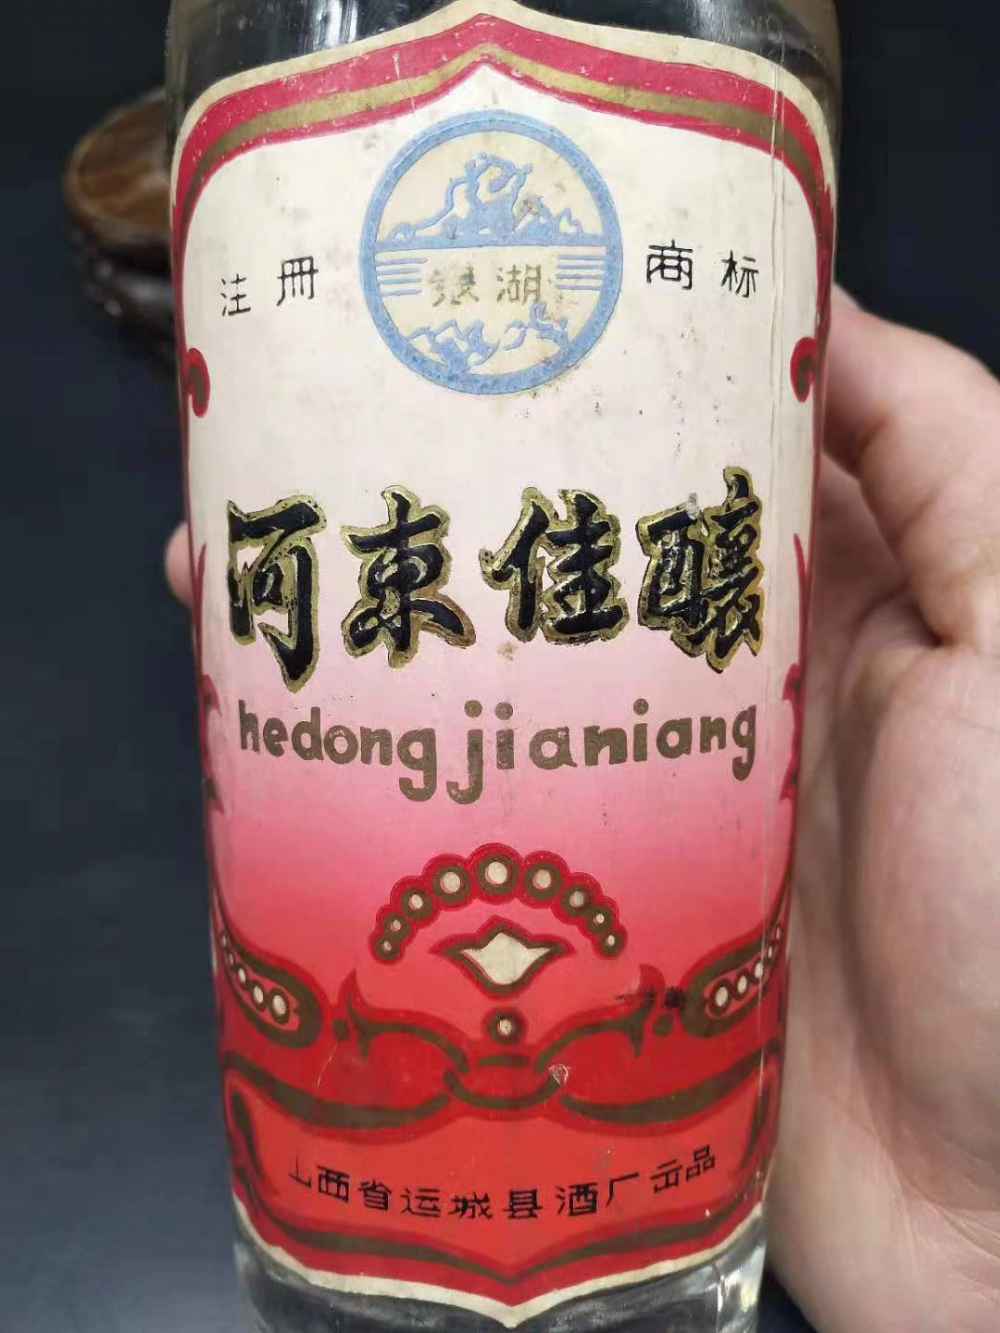 注册 银湖 商标
河東佳釀
hedong jianiang
山西省运城县酒厂出品